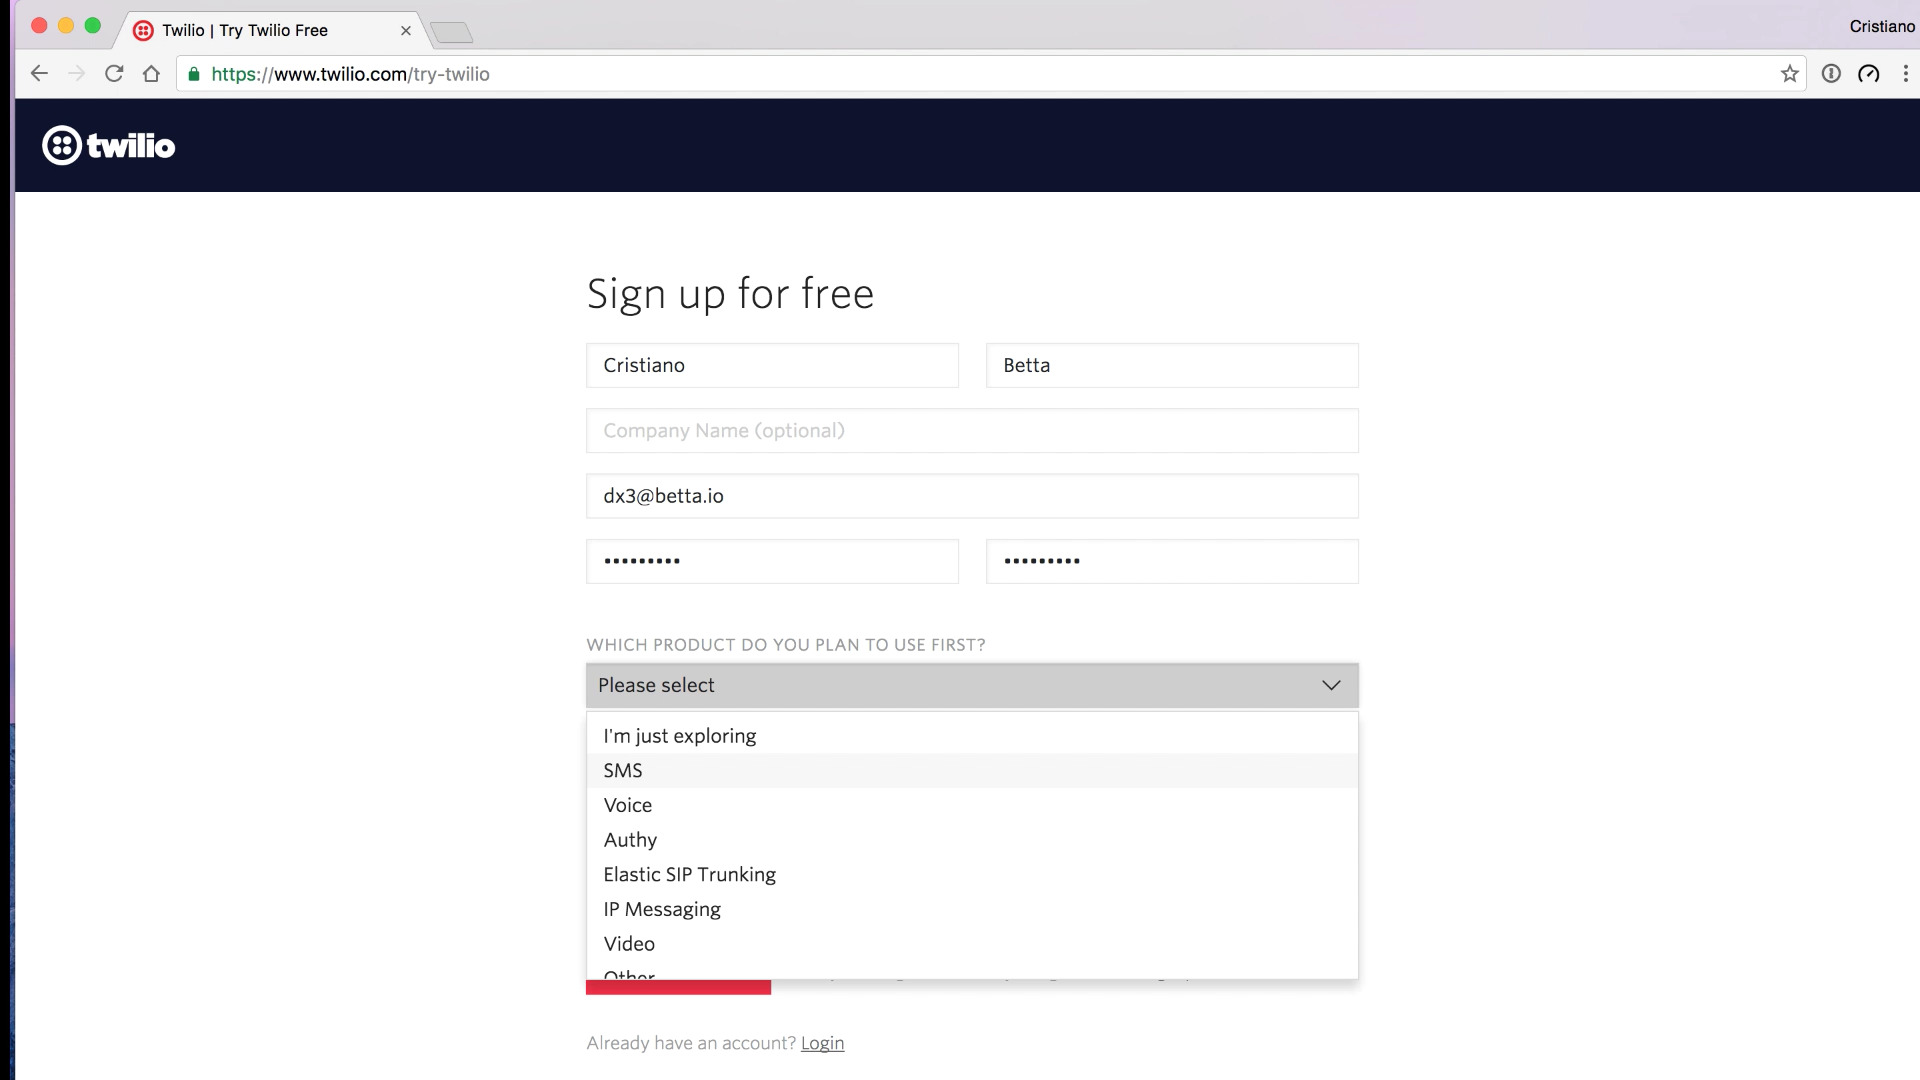 Twilio | Try Twilio Free
Cristiano
https://www.twilio.com/try-twilio
twilio
Sign up for free
Cristiano
Betta
Company Name (optional)
dx3@betta.io
•••••••••
•••••••••
WHICH PRODUCT DO YOU PLAN TO USE FIRST?
Please select
I'm just exploring
SMS
Voice
Authy
Elastic SIP Trunking
IP Messaging
Video
Other
Already have an account? Login